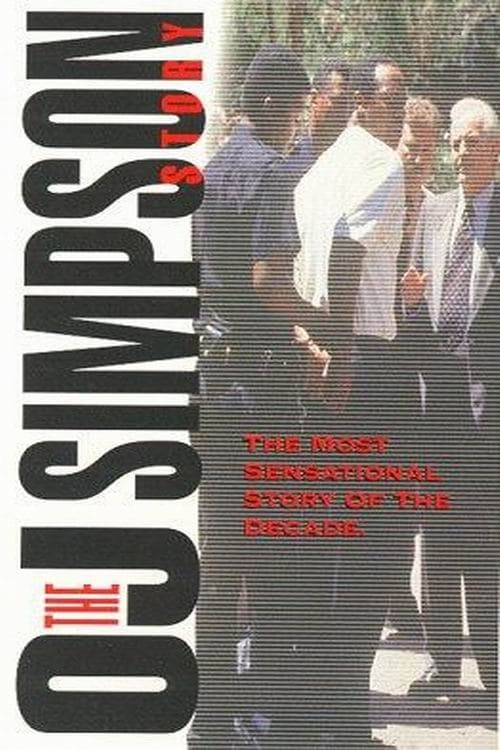 THE
OJ SIMPSON
STORY
THE MOST
SENSATIONAL
STORY OF THE
DECADE.